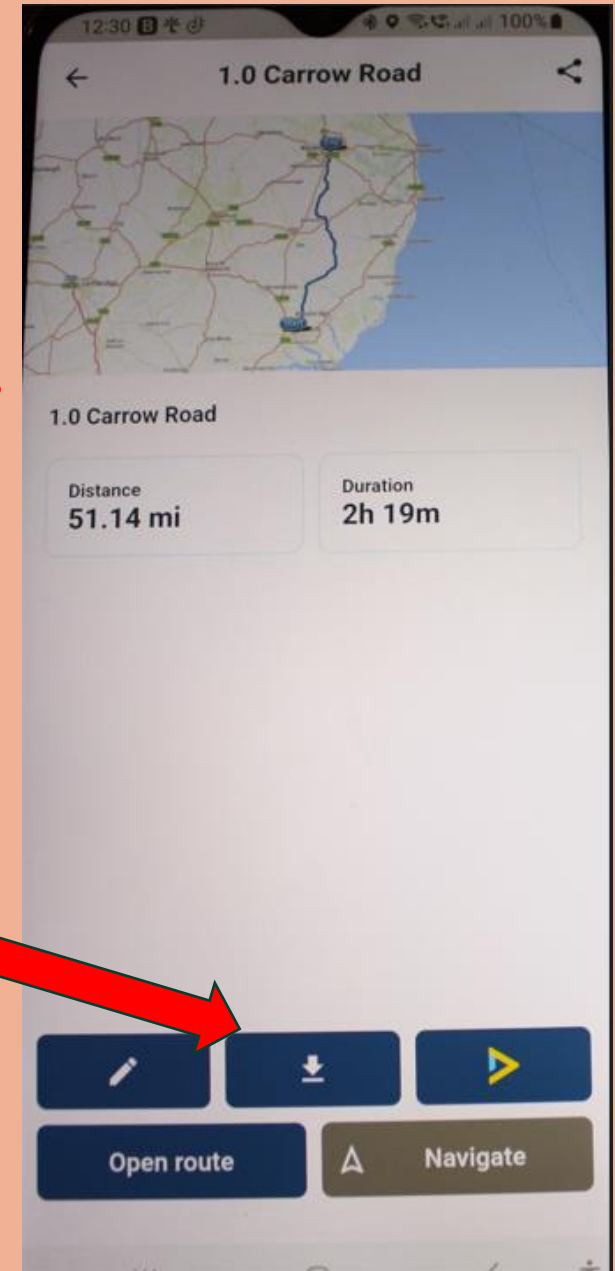 12:30
100%
1.0 Carrow Road
1.0 Carrow Road
Distance
51.14 mi
Duration
2h 19m
Open route
Navigate